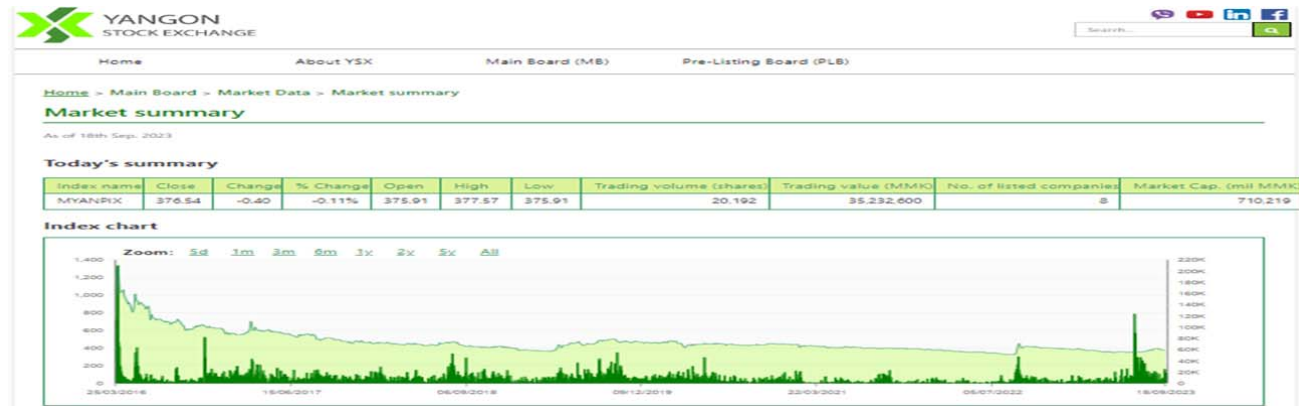 YANGON
STOCK EXCHANGE
Search...
Home About YSX Main Board (MB) Pre-Listing Board (PLB)
Home > Main Board > Market Data > Market summary
Market summary
As of 18th Sep. 2023
Today's summary
Index name Close Change % Change Open High Low Trading volume (shares) Trading value (MMK) No. of listed companies Market Cap. (mil MMK)
MYANPIX 376.54 -0.40 -0.11% 375.91 377.57 375.91 20,192 35,232,600 8 710,219
Index chart
Zoom: 5d 1m 3m 6m 1y 2y 5y All
1,400 220K
1,200 200K
180K
1,000 160K
140K
800 120K
600 100K
80K
400 60K
40K
200 20K
0 0
25/03/2016 15/06/2017 06/09/2018 09/12/2019 22/03/2021 05/07/2022 18/09/2023